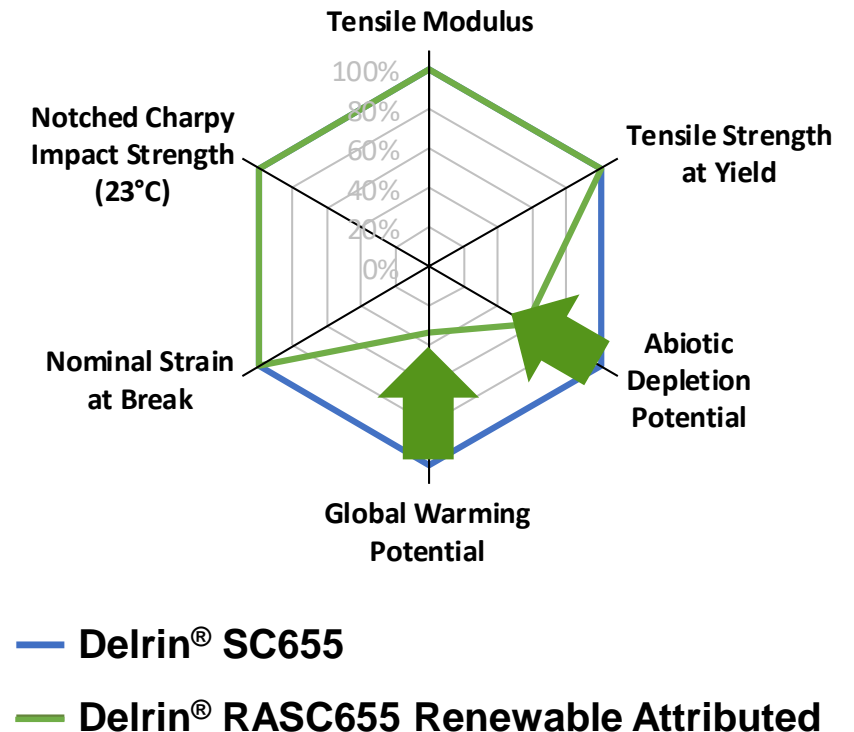 Tensile Modulus
100%
80%
60%
40%
20%
0%
Notched Charpy
Impact Strength
(23°C)
Tensile Strength
at Yield
Nominal Strain
at Break
Abiotic
Depletion
Potential
Global Warming
Potential
Delrin® SC655
Delrin® RASC655 Renewable Attributed